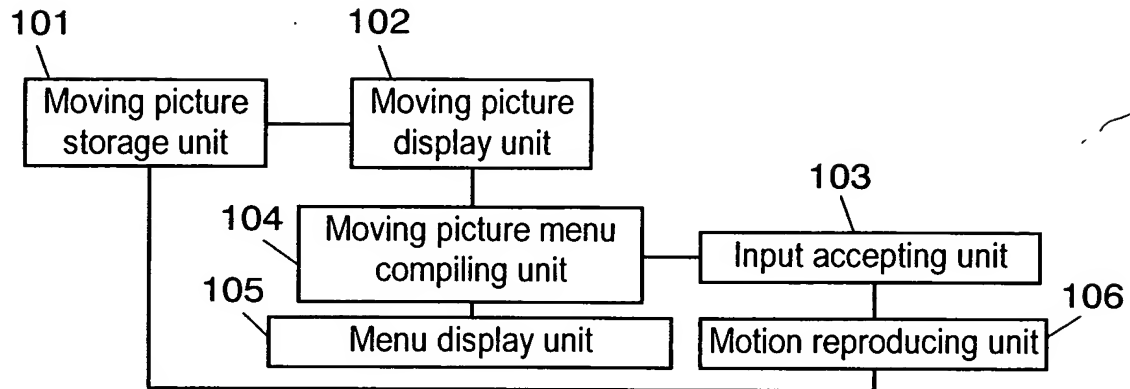 101
102
Moving picture
storage unit
Moving picture
display unit
103
104
Moving picture menu
compiling unit
Input accepting unit
105
106
Menu display unit
Motion reproducing unit